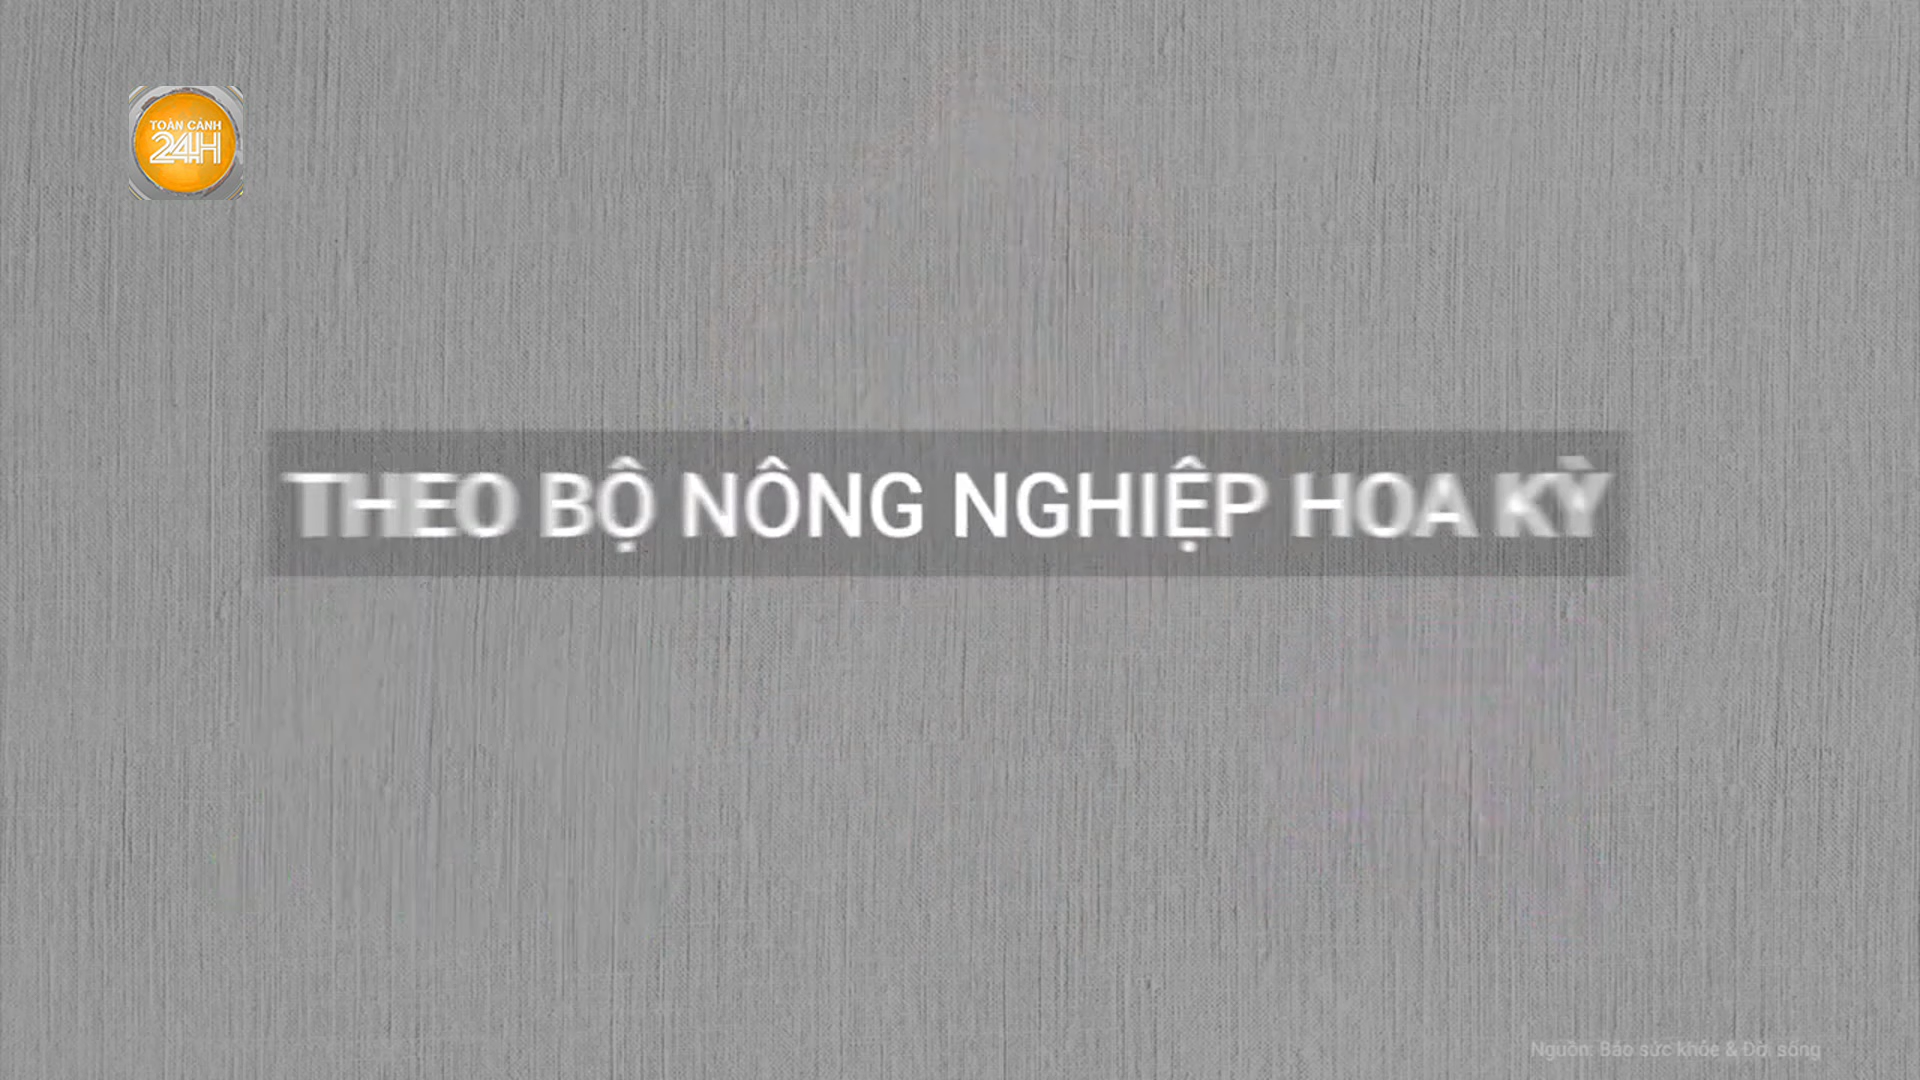 TOÀN CẢNH
24H
THEO BỘ NÔNG NGHIỆP HOA KỲ
Nguồn: Báo sức khỏe & Đời sống